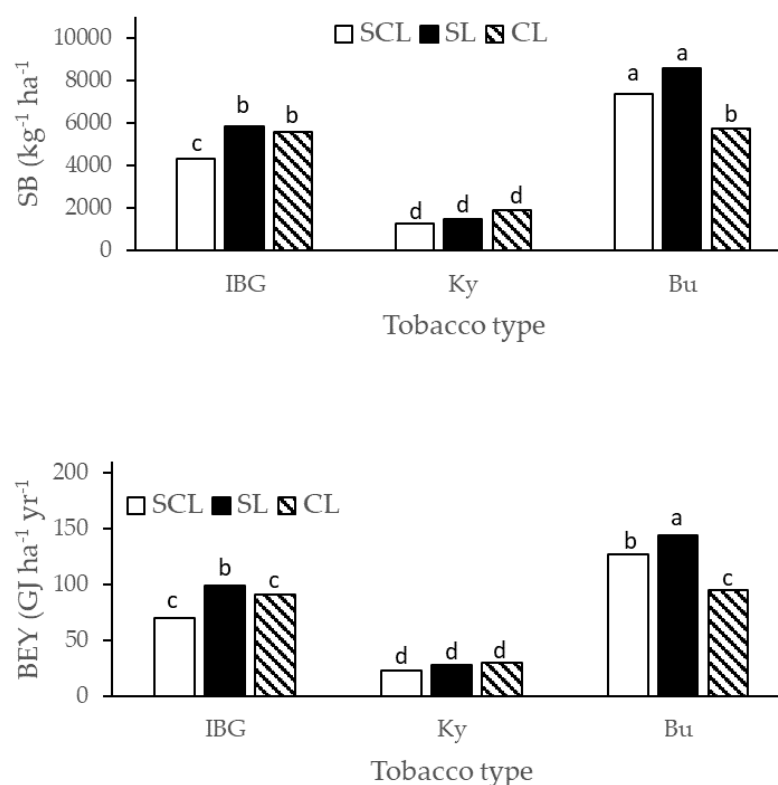 10000
8000
6000
4000
2000
0
SB (kg⁻¹ ha⁻¹)
SCL SL CL
c b b
d d d
a a b
IBG Ky Bu
Tobacco type
200
150
100
50
0
BEY (GJ ha⁻¹ yr⁻¹
SCL SL CL
c b c
d d d
b a c
IBG Ky Bu
Tobacco type